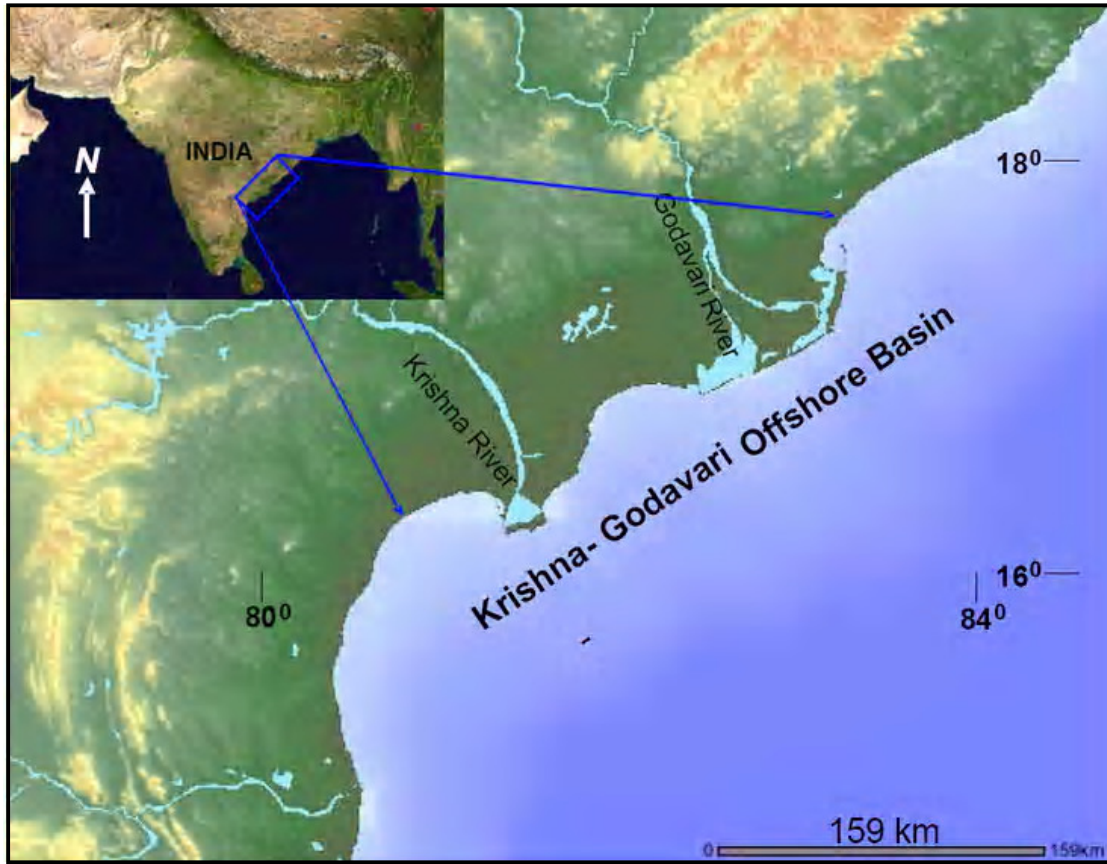 INDIA
N
18⁰
Godavari River
Krishna River
Krishna- Godavari Offshore Basin
80⁰
16⁰
84⁰
159 km
0
159km